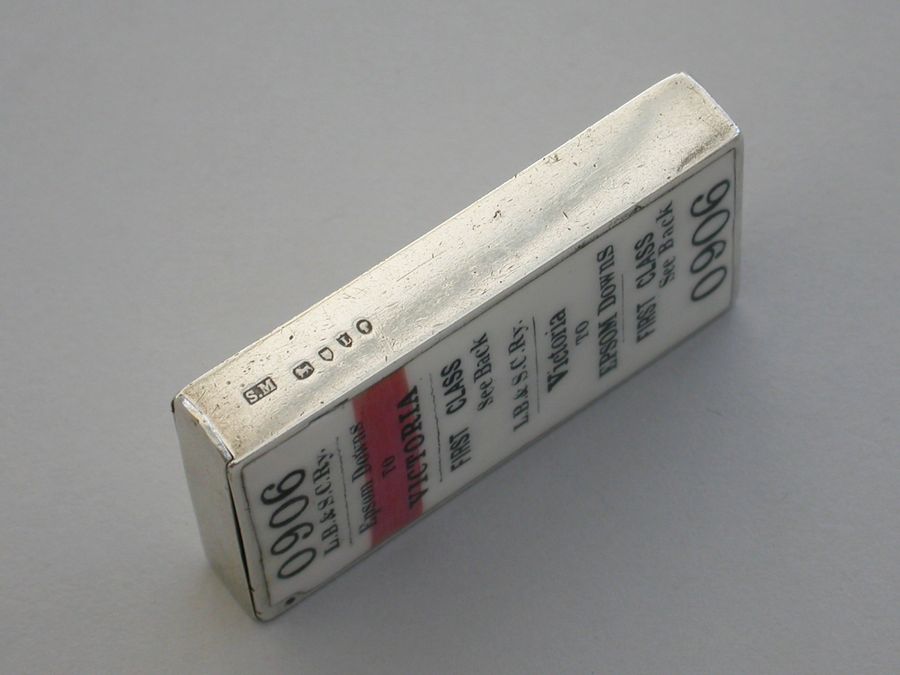 S.M
0906
L.B.& S.C.Ry.
Epsom Downs
TO
VICTORIA
FIRST CLASS
See Back
L.B.& S.C.Ry.
Victoria
TO
EPSOM DOWNS
FIRST CLASS
See Back
0906